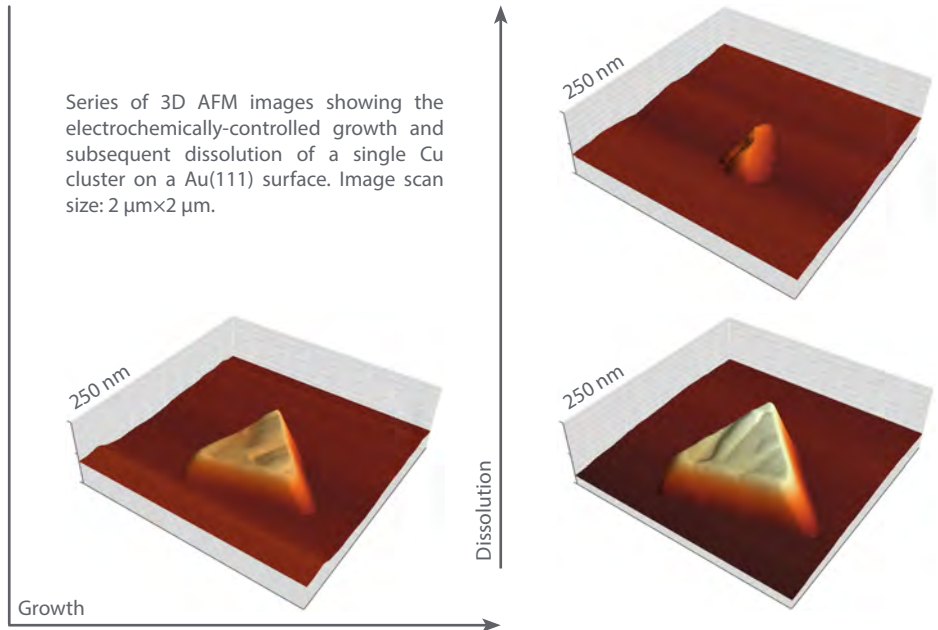 Series of 3D AFM images showing the
electrochemically-controlled growth and
subsequent dissolution of a single Cu
cluster on a Au(111) surface. Image scan
size: 2 μm×2 μm.
250 nm
250 nm
250 nm
Dissolution
Growth